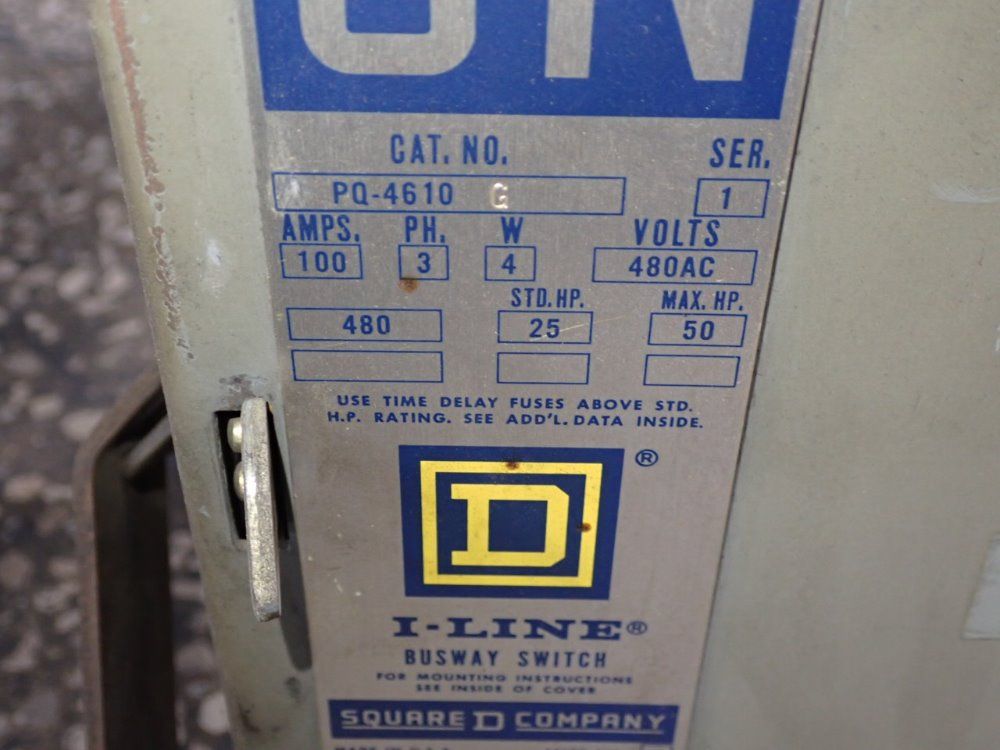 ON
CAT. NO. SER.
PQ-4610 G 1
AMPS. PH. W VOLTS
100 3 4 480AC
STD. HP. MAX. HP.
480 25 50
USE TIME DELAY FUSES ABOVE STD.
H.P. RATING. SEE ADD'L. DATA INSIDE.
D ®
I-LINE®
BUSWAY SWITCH
FOR MOUNTING INSTRUCTIONS
SEE INSIDE OF COVER
SQUARE D COMPANY